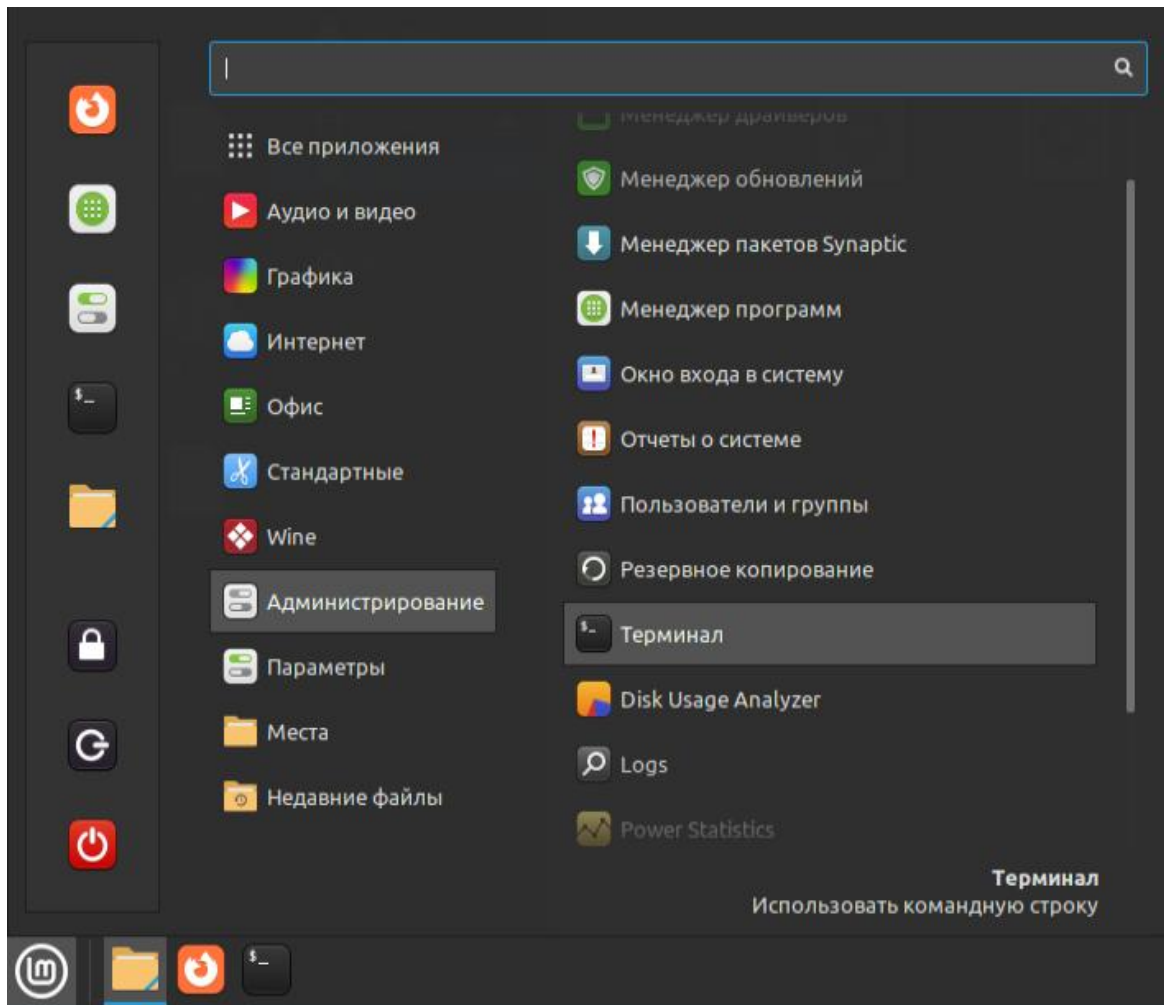 Все приложения
Аудио и видео
Графика
Интернет
Офис
Стандартные
Wine
Администрирование
Параметры
Места
Недавние файлы
Менеджер драйверов
Менеджер обновлений
Менеджер пакетов Synaptic
Менеджер программ
Окно входа в систему
Отчеты о системе
Пользователи и группы
Резервное копирование
Терминал
Disk Usage Analyzer
Logs
Power Statistics
Терминал
Использовать командную строку